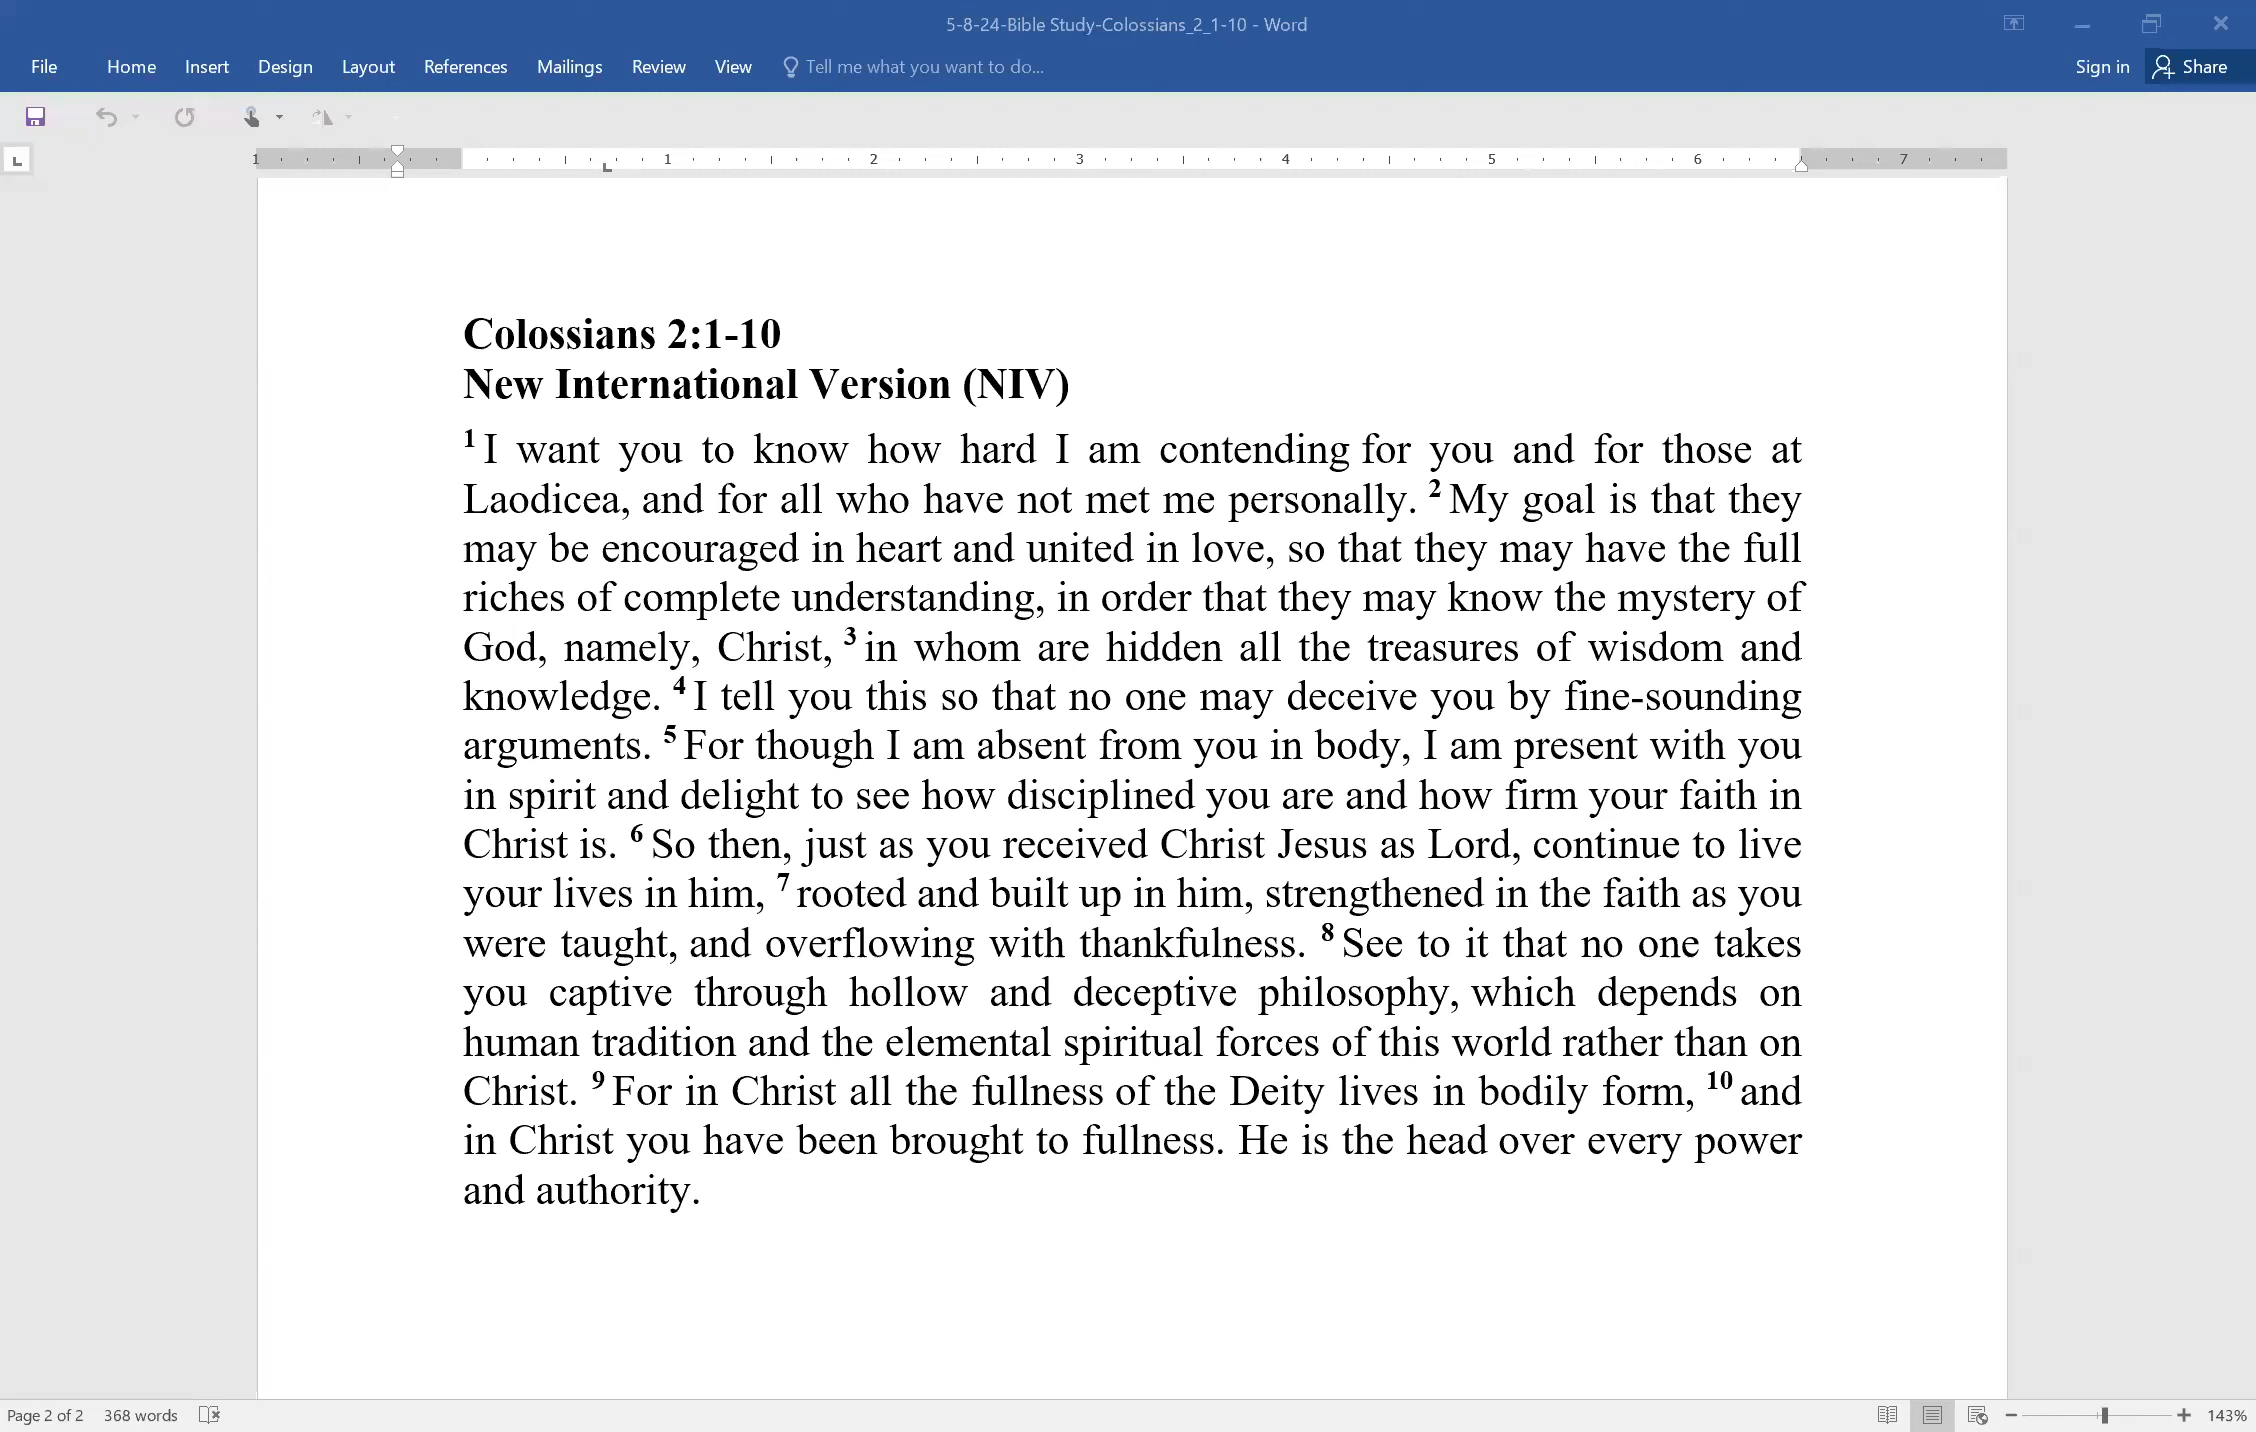 5-8-24-Bible Study-Colossians_2_1-10 - Word
File Home Insert Design Layout References Mailings Review View Tell me what you want to do... Sign in Share
1 1 2 3 4 5 6 7
Colossians 2:1-10
New International Version (NIV)
1 I want you to know how hard I am contending for you and for those at
Laodicea, and for all who have not met me personally. 2 My goal is that they
may be encouraged in heart and united in love, so that they may have the full
riches of complete understanding, in order that they may know the mystery of
God, namely, Christ, 3 in whom are hidden all the treasures of wisdom and
knowledge. 4 I tell you this so that no one may deceive you by fine-sounding
arguments. 5 For though I am absent from you in body, I am present with you
in spirit and delight to see how disciplined you are and how firm your faith in
Christ is. 6 So then, just as you received Christ Jesus as Lord, continue to live
your lives in him, 7 rooted and built up in him, strengthened in the faith as you
were taught, and overflowing with thankfulness. 8 See to it that no one takes
you captive through hollow and deceptive philosophy, which depends on
human tradition and the elemental spiritual forces of this world rather than on
Christ. 9 For in Christ all the fullness of the Deity lives in bodily form, 10 and
in Christ you have been brought to fullness. He is the head over every power
and authority.
Page 2 of 2 368 words 143%